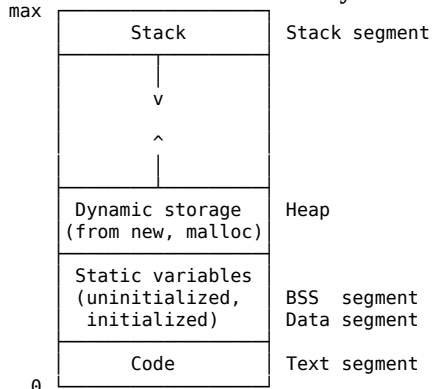 max
Stack Stack segment
v
^
Dynamic storage Heap
(from new, malloc)
Static variables
(uninitialized, BSS segment
initialized) Data segment
Code Text segment
0